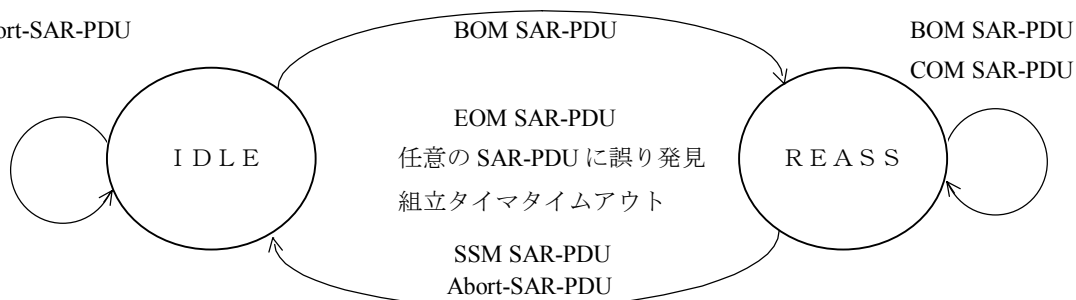 ort-SAR-PDU
BOM SAR-PDU
BOM SAR-PDU
COM SAR-PDU
EOM SAR-PDU
IDLE
任意の SAR-PDU に誤り発見
REASS
組立タイマタイムアウト
SSM SAR-PDU
Abort-SAR-PDU